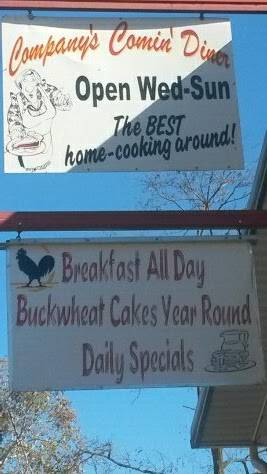 Company's Comin' Diner
Open Wed-Sun
The BEST
home-cooking around!
Breakfast All Day
Buckwheat Cakes Year Round
Daily Specials